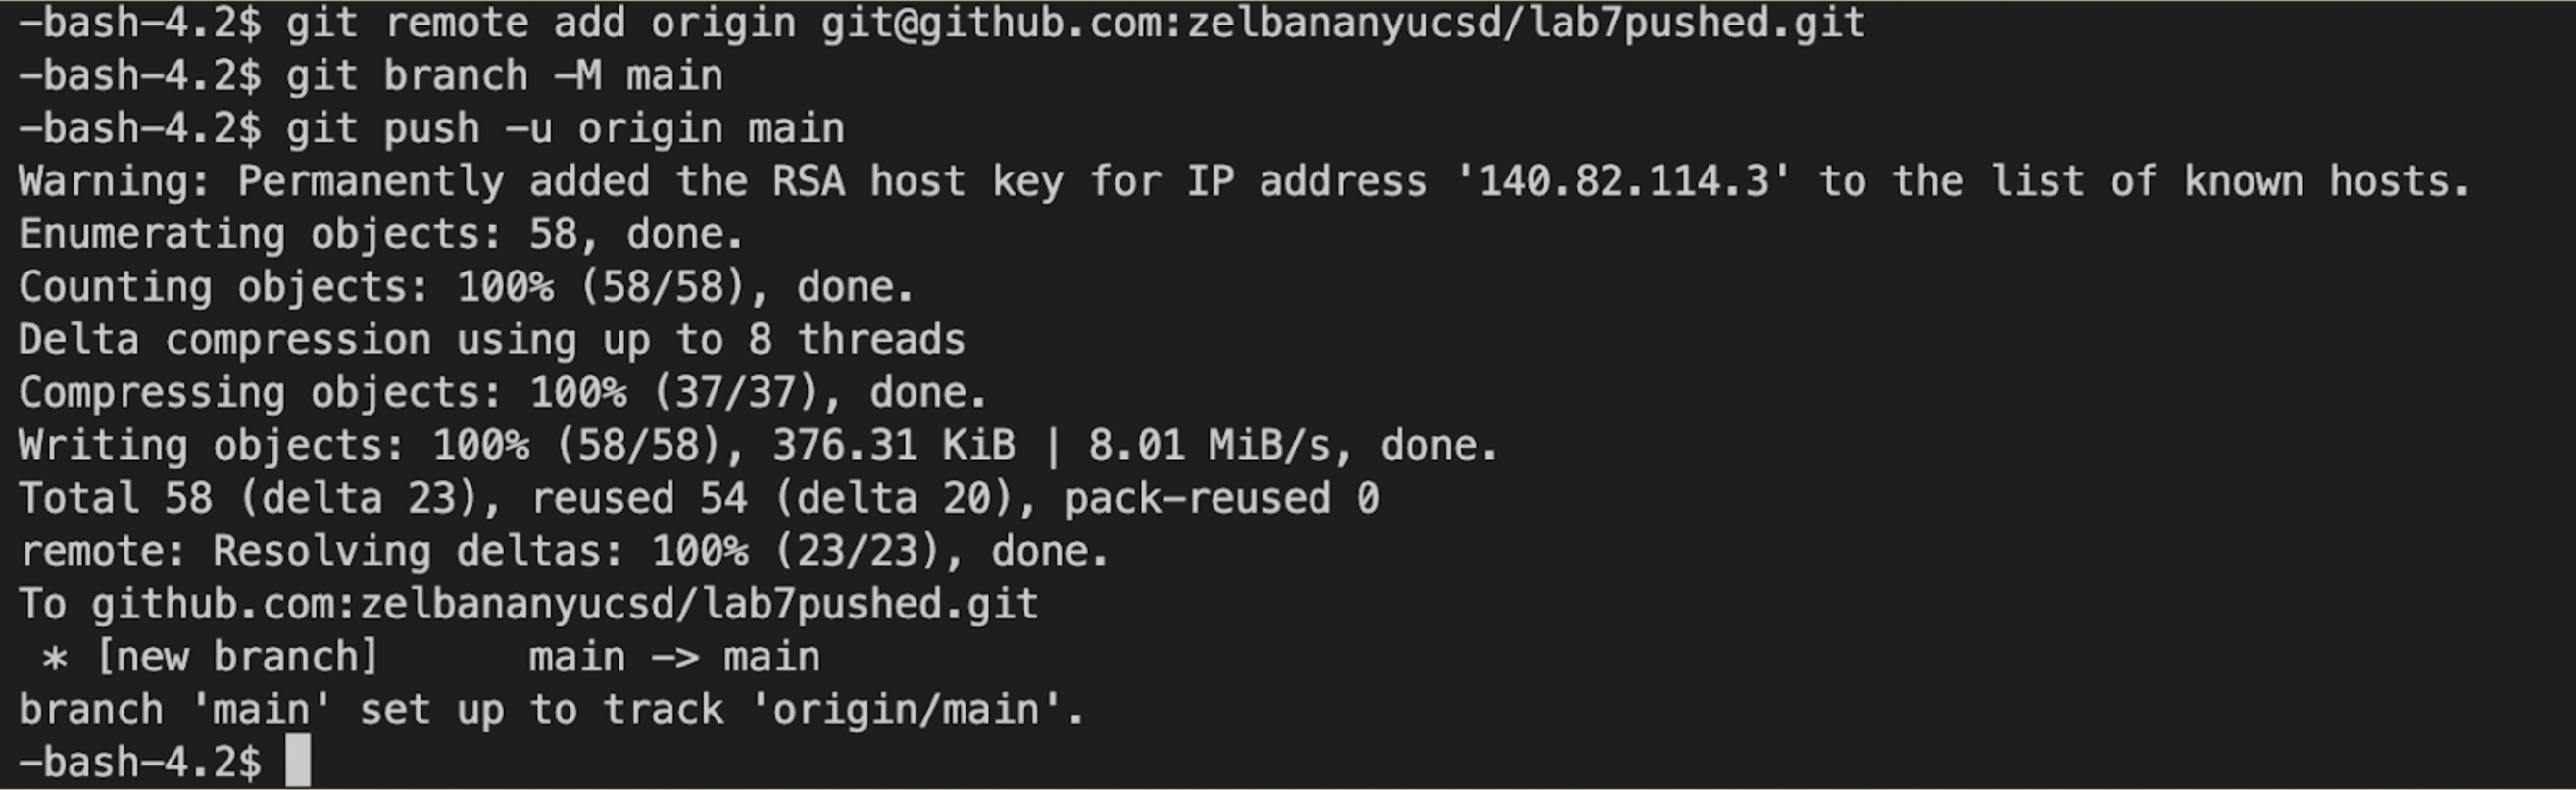 -bash-4.2$ git remote add origin git@github.com:zelbananyucsd/lab7pushed.git
-bash-4.2$ git branch -M main
-bash-4.2$ git push -u origin main
Warning: Permanently added the RSA host key for IP address '140.82.114.3' to the list of known hosts.
Enumerating objects: 58, done.
Counting objects: 100% (58/58), done.
Delta compression using up to 8 threads
Compressing objects: 100% (37/37), done.
Writing objects: 100% (58/58), 376.31 KiB | 8.01 MiB/s, done.
Total 58 (delta 23), reused 54 (delta 20), pack-reused 0
remote: Resolving deltas: 100% (23/23), done.
To github.com:zelbananyucsd/lab7pushed.git
 * [new branch]      main -> main
branch 'main' set up to track 'origin/main'.
-bash-4.2$